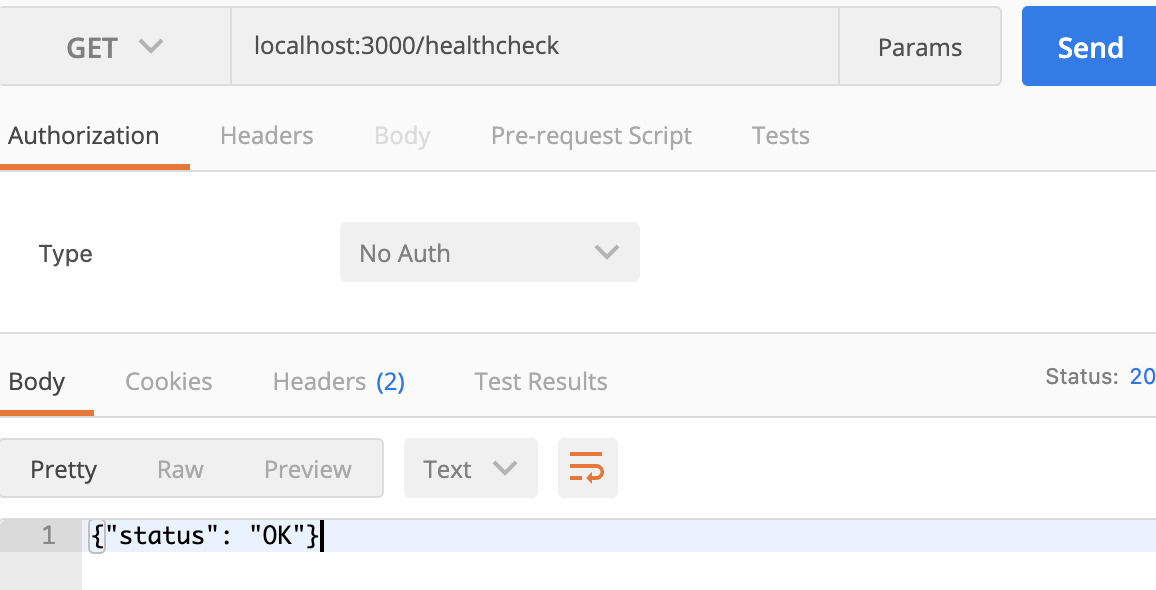 GET localhost:3000/healthcheck Params Send
Authorization Headers Body Pre-request Script Tests
Type No Auth
Body Cookies Headers (2) Test Results Status: 20
Pretty Raw Preview Text
1 {"status": "OK"}